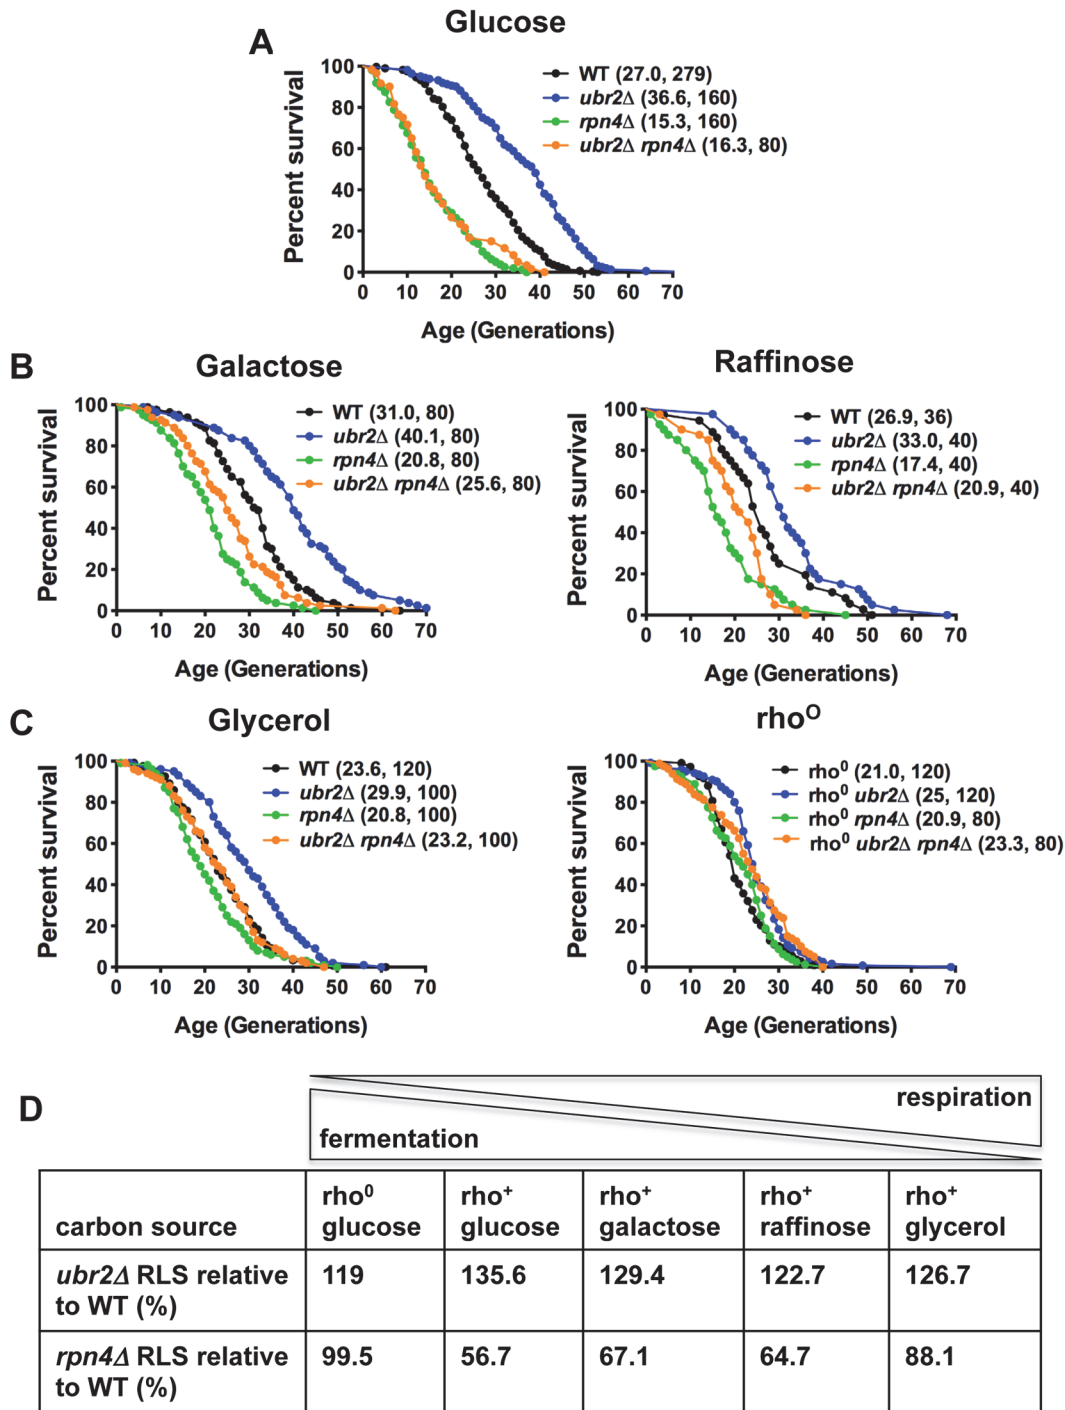 Glucose
A
Percent survival
100
80
60
40
20
0
0 10 20 30 40 50 60 70
Age (Generations)
WT (27.0, 279)
ubr2Δ (36.6, 160)
rpn4Δ (15.3, 160)
ubr2Δ rpn4Δ (16.3, 80)
B
Galactose
Percent survival
100
80
60
40
20
0
0 10 20 30 40 50 60 70
Age (Generations)
WT (31.0, 80)
ubr2Δ (40.1, 80)
rpn4Δ (20.8, 80)
ubr2Δ rpn4Δ (25.6, 80)
Raffinose
Percent survival
100
80
60
40
20
0
0 10 20 30 40 50 60 70
Age (Generations)
WT (26.9, 36)
ubr2Δ (33.0, 40)
rpn4Δ (17.4, 40)
ubr2Δ rpn4Δ (20.9, 40)
C
Glycerol
Percent survival
100
80
60
40
20
0
0 10 20 30 40 50 60 70
Age (Generations)
WT (23.6, 120)
ubr2Δ (29.9, 100)
rpn4Δ (20.8, 100)
ubr2Δ rpn4Δ (23.2, 100)
rho^O
Percent survival
100
80
60
40
20
0
0 10 20 30 40 50 60 70
Age (Generations)
rho⁰ (21.0, 120)
rho⁰ ubr2Δ (25, 120)
rho⁰ rpn4Δ (20.9, 80)
rho⁰ ubr2Δ rpn4Δ (23.3, 80)
D
respiration
fermentation
carbon source
rho⁰
glucose
rho⁺
glucose
rho⁺
galactose
rho⁺
raffinose
rho⁺
glycerol
ubr2Δ RLS relative
to WT (%)
119 135.6 129.4 122.7 126.7
rpn4Δ RLS relative
to WT (%)
99.5 56.7 67.1 64.7 88.1